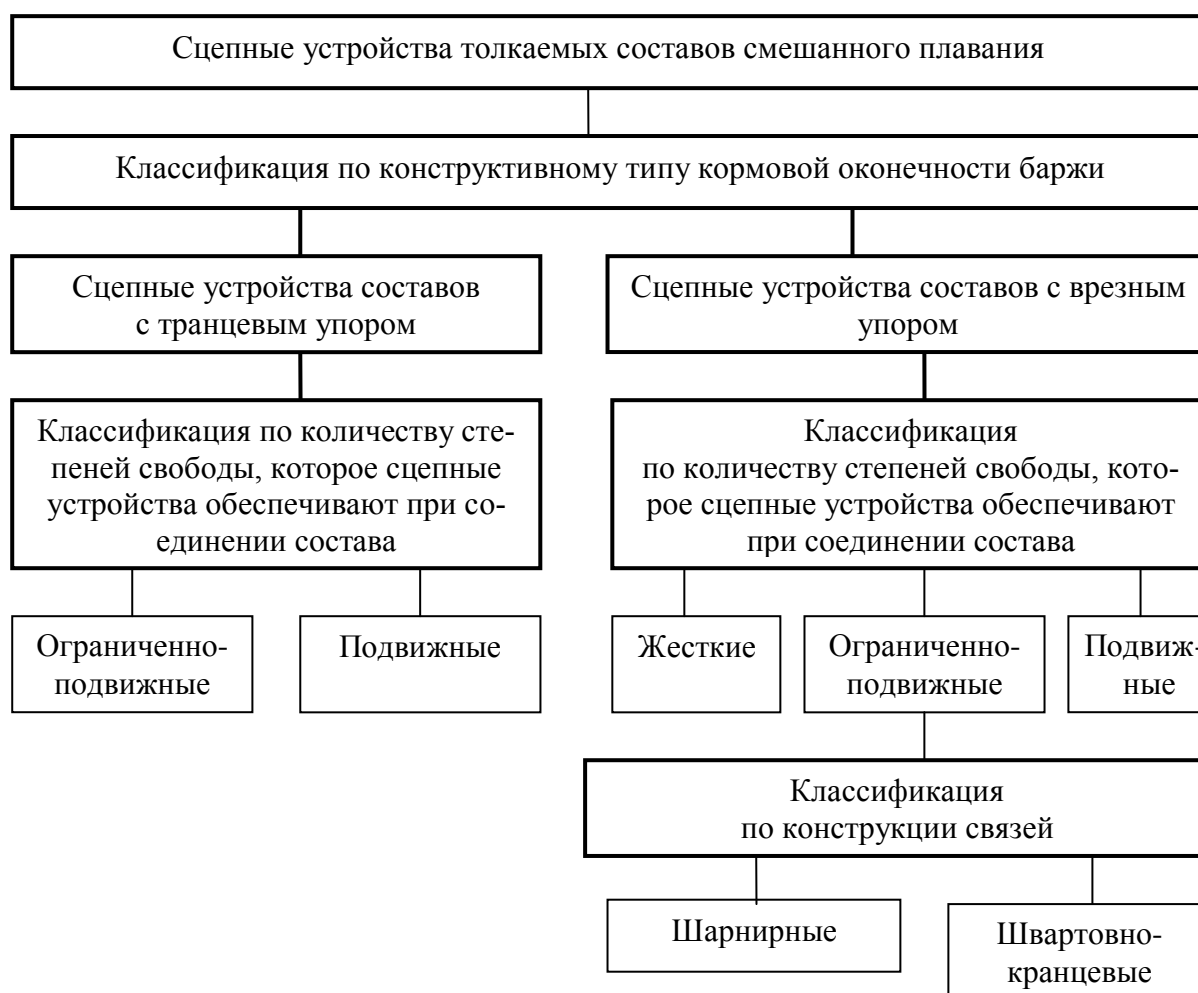 Сцепные устройства толкаемых составов смешанного плавания
Классификация по конструктивному типу кормовой оконечности баржи
Сцепные устройства составов
с транцевым упором
Сцепные устройства составов с врезным
упором
Классификация по количеству сте-
пеней свободы, которое сцепные
устройства обеспечивают при со-
единении состава
Классификация
по количеству степеней свободы, кото-
рое сцепные устройства обеспечивают
при соединении состава
Ограниченно-
подвижные
Подвижные
Жесткие
Ограниченно-
подвижные
Подвиж-
ные
Классификация
по конструкции связей
Шарнирные
Швартовно-
кранцевые